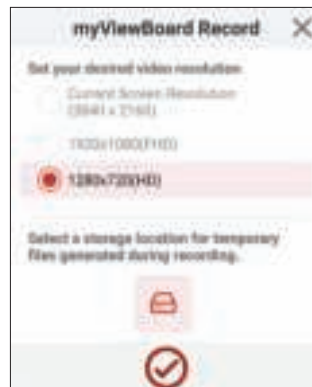 myViewBoard Record
Set your desired video resolution
Current Screen Resolution
(3840 x 2160)
1920x1080(FHD)
1280x720(HD)
Select a storage location for temporary
files generated during recording.